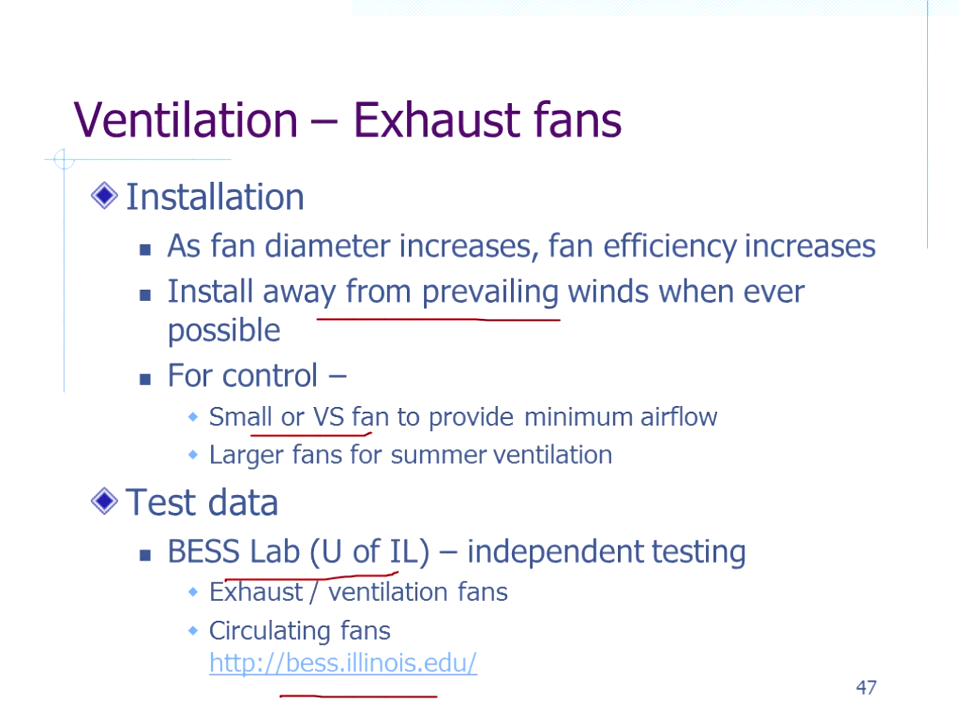 Ventilation – Exhaust fans
Installation
As fan diameter increases, fan efficiency increases
Install away from prevailing winds when ever
possible
For control –
Small or VS fan to provide minimum airflow
Larger fans for summer ventilation
Test data
BESS Lab (U of IL) – independent testing
Exhaust / ventilation fans
Circulating fans
http://bess.illinois.edu/
47